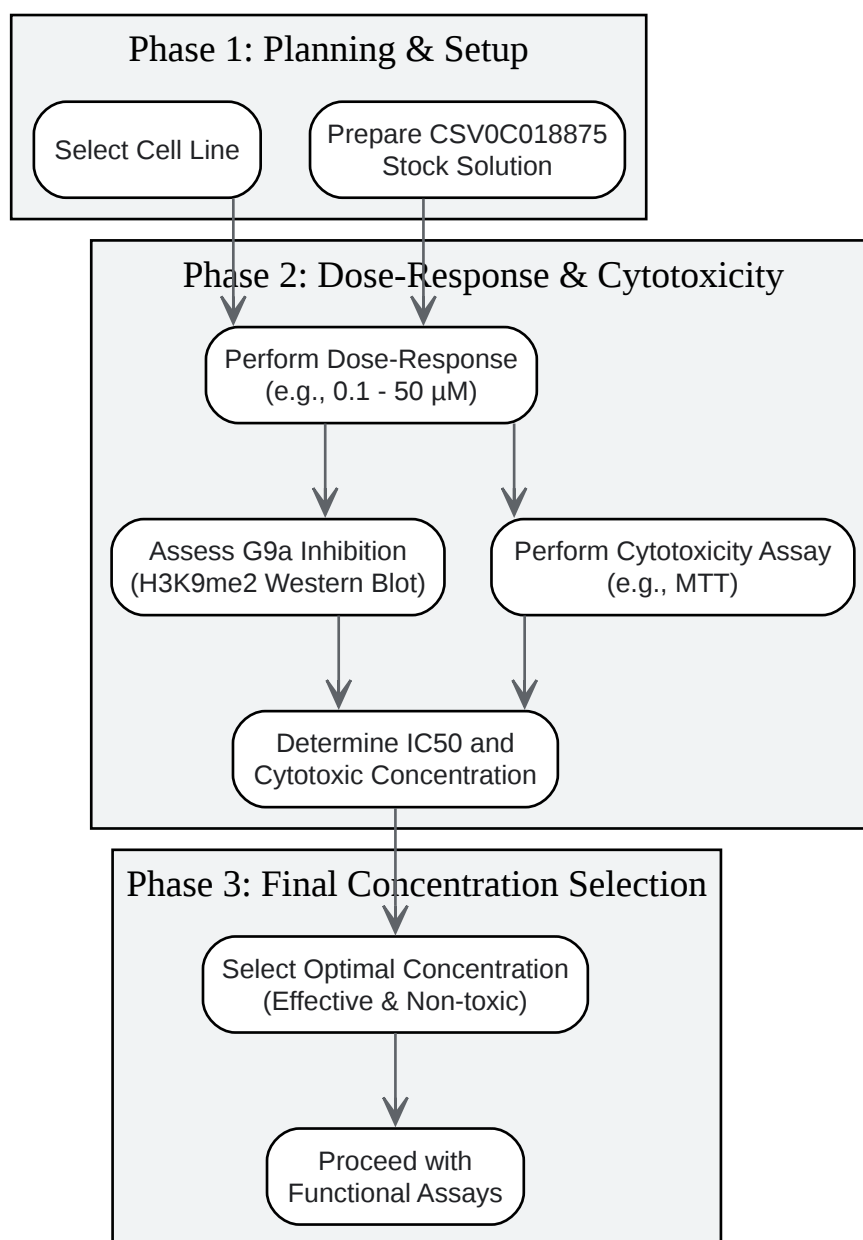 Phase 1: Planning & Setup
Select Cell Line
Prepare CSV0C018875
Stock Solution
Phase 2: Dose-Response & Cytotoxicity
Perform Dose-Response
(e.g., 0.1 - 50 µM)
Assess G9a Inhibition
(H3K9me2 Western Blot)
Perform Cytotoxicity Assay
(e.g., MTT)
Determine IC50 and
Cytotoxic Concentration
Phase 3: Final Concentration Selection
Select Optimal Concentration
(Effective & Non-toxic)
Proceed with
Functional Assays